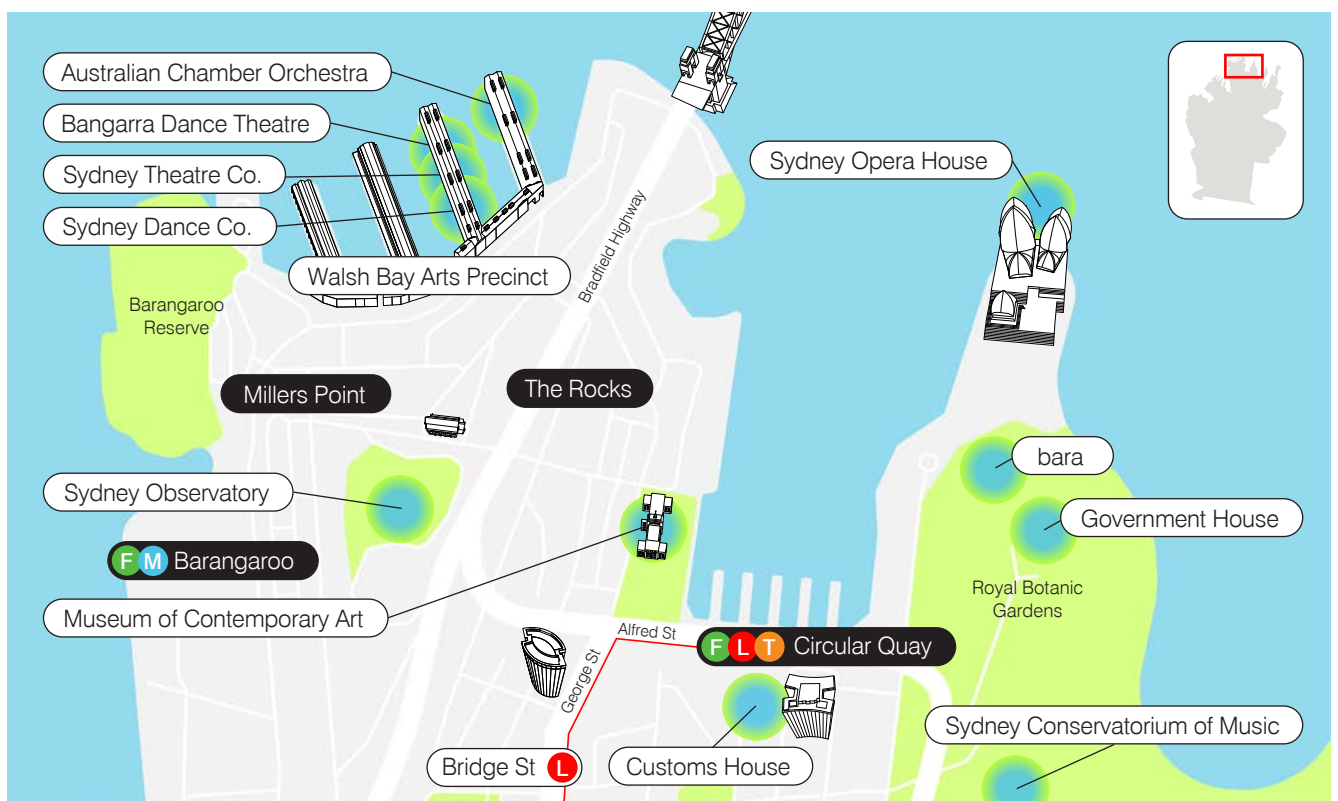 Australian Chamber Orchestra
Bangarra Dance Theatre
Sydney Theatre Co.
Sydney Dance Co.
Walsh Bay Arts Precinct
Bradfield Highway
Sydney Opera House
Barangaroo
Reserve
Millers Point
The Rocks
bara
Sydney Observatory
Government House
F M Barangaroo
Royal Botanic
Gardens
Museum of Contemporary Art
Alfred St
F L T Circular Quay
George St
Sydney Conservatorium of Music
Bridge St L
Customs House